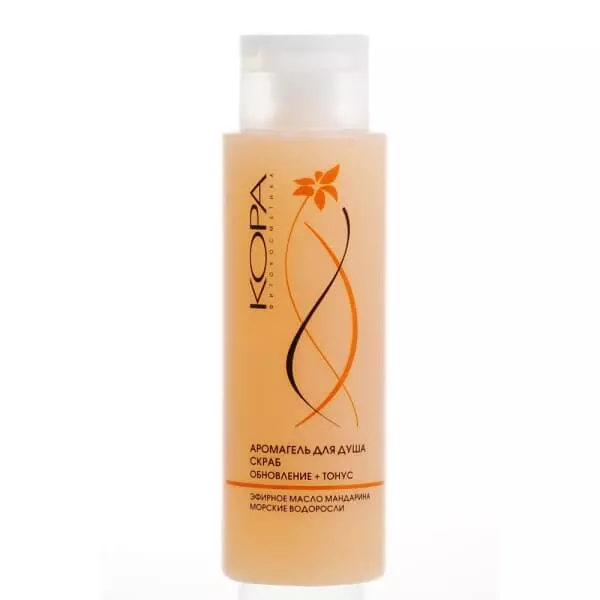 КОРА
ФИТОКОСМЕТИКА
АРОМАГЕЛЬ ДЛЯ ДУША
СКРАБ
ОБНОВЛЕНИЕ + ТОНУС
ЭФИРНОЕ МАСЛО МАНДАРИНА
МОРСКИЕ ВОДОРОСЛИ